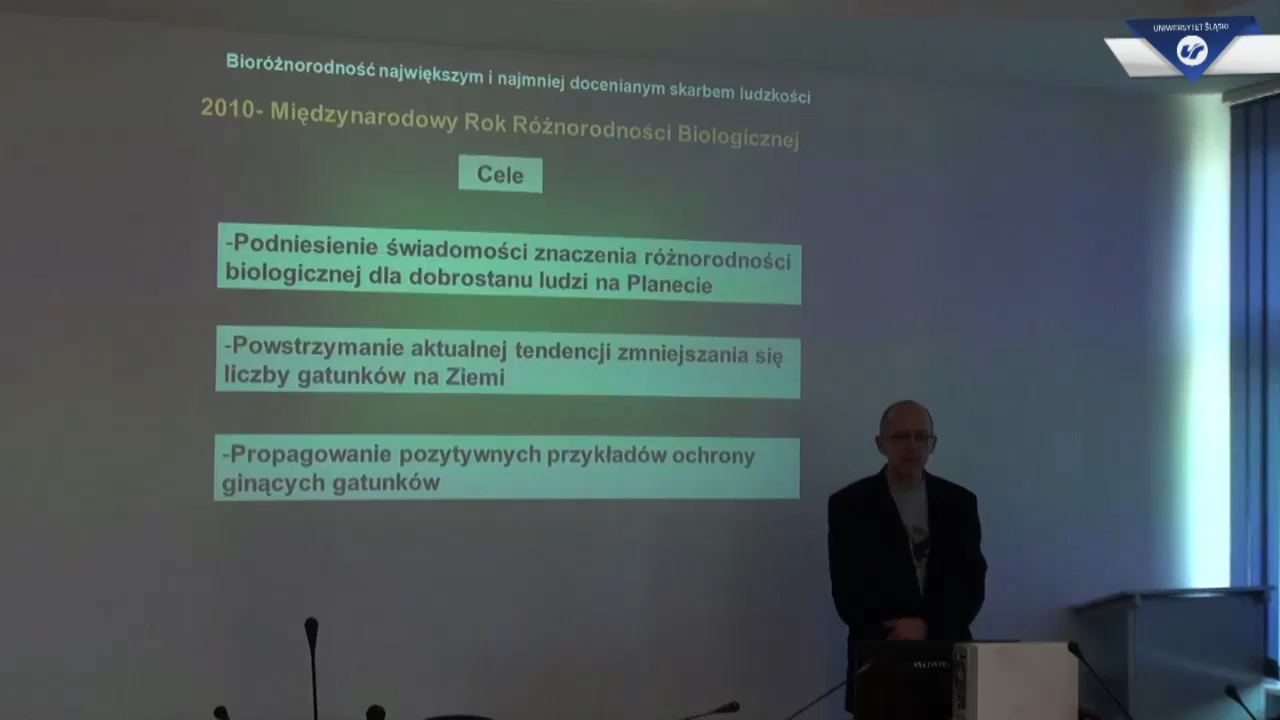 UNIWERSYTET ŚLĄSKI
Bioróżnorodność największym i najmniej docenianym skarbem ludzkości
2010- Międzynarodowy Rok Różnorodności Biologicznej
Cele
-Podniesienie świadomości znaczenia różnorodności
biologicznej dla dobrostanu ludzi na Planecie
-Powstrzymanie aktualnej tendencji zmniejszania się
liczby gatunków na Ziemi
-Propagowanie pozytywnych przykładów ochrony
ginących gatunków